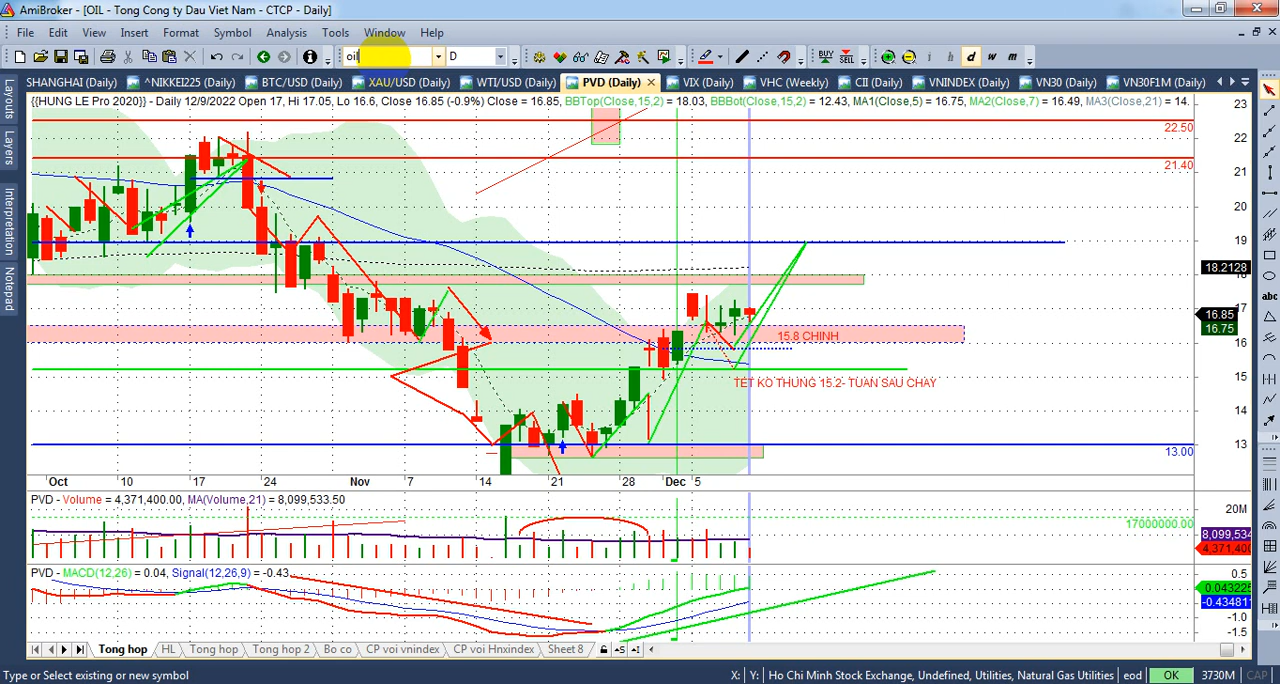 AmiBroker - [OIL - Tong Cong ty Dau Viet Nam - CTCP - Daily]
File Edit View Insert Format Symbol Analysis Tools Window Help
oil D BUY SELL i h d w m
SHANGHAI (Daily) ^NIKKEI225 (Daily) BTC/USD (Daily) XAU/USD (Daily) WTI/USD (Daily) PVD (Daily) VIX (Daily) VHC (Weekly) CII (Daily) VNINDEX (Daily) VN30 (Daily) VN30F1M (Daily)
Layouts
Layers
Interpretation
Notepad
{{HUNG LE Pro 2020}} - Daily 12/9/2022 Open 17, Hi 17.05, Lo 16.6, Close 16.85 (-0.9%) Close = 16.85, BBTop(Close,15,2) = 18.03, BBBot(Close,15,2) = 12.43, MA1(Close,5) = 16.75, MA2(Close,7) = 16.49, MA3(Close,21) = 14.
23
22.50
22
21.40
21
20
19
18.2128
18
17
16.85
16.75
15.8 CHINH
16
15
TET KO THUNG 15.2- TUAN SAU CHAY
14
13
13.00
abc
Oct 10 17 24 Nov 7 14 21 28 Dec 5
PVD - Volume = 4,371,400.00, MA(Volume,21) = 8,099,533.50
20M
17000000.00
8,099,534
4,371,400
PVD - MACD(12,26) = 0.04, Signal(12,26,9) = -0.43
0.5
0.043225
-0.434811
-1.0
-1.5
Tong hop HL Tong hop Tong hop 2 Bo co CP voi vnindex CP voi Hnxindex Sheet 8
Type or Select existing or new symbol X: Y: Ho Chi Minh Stock Exchange, Undefined, Utilities, Natural Gas Utilities eod OK 3730M CAP